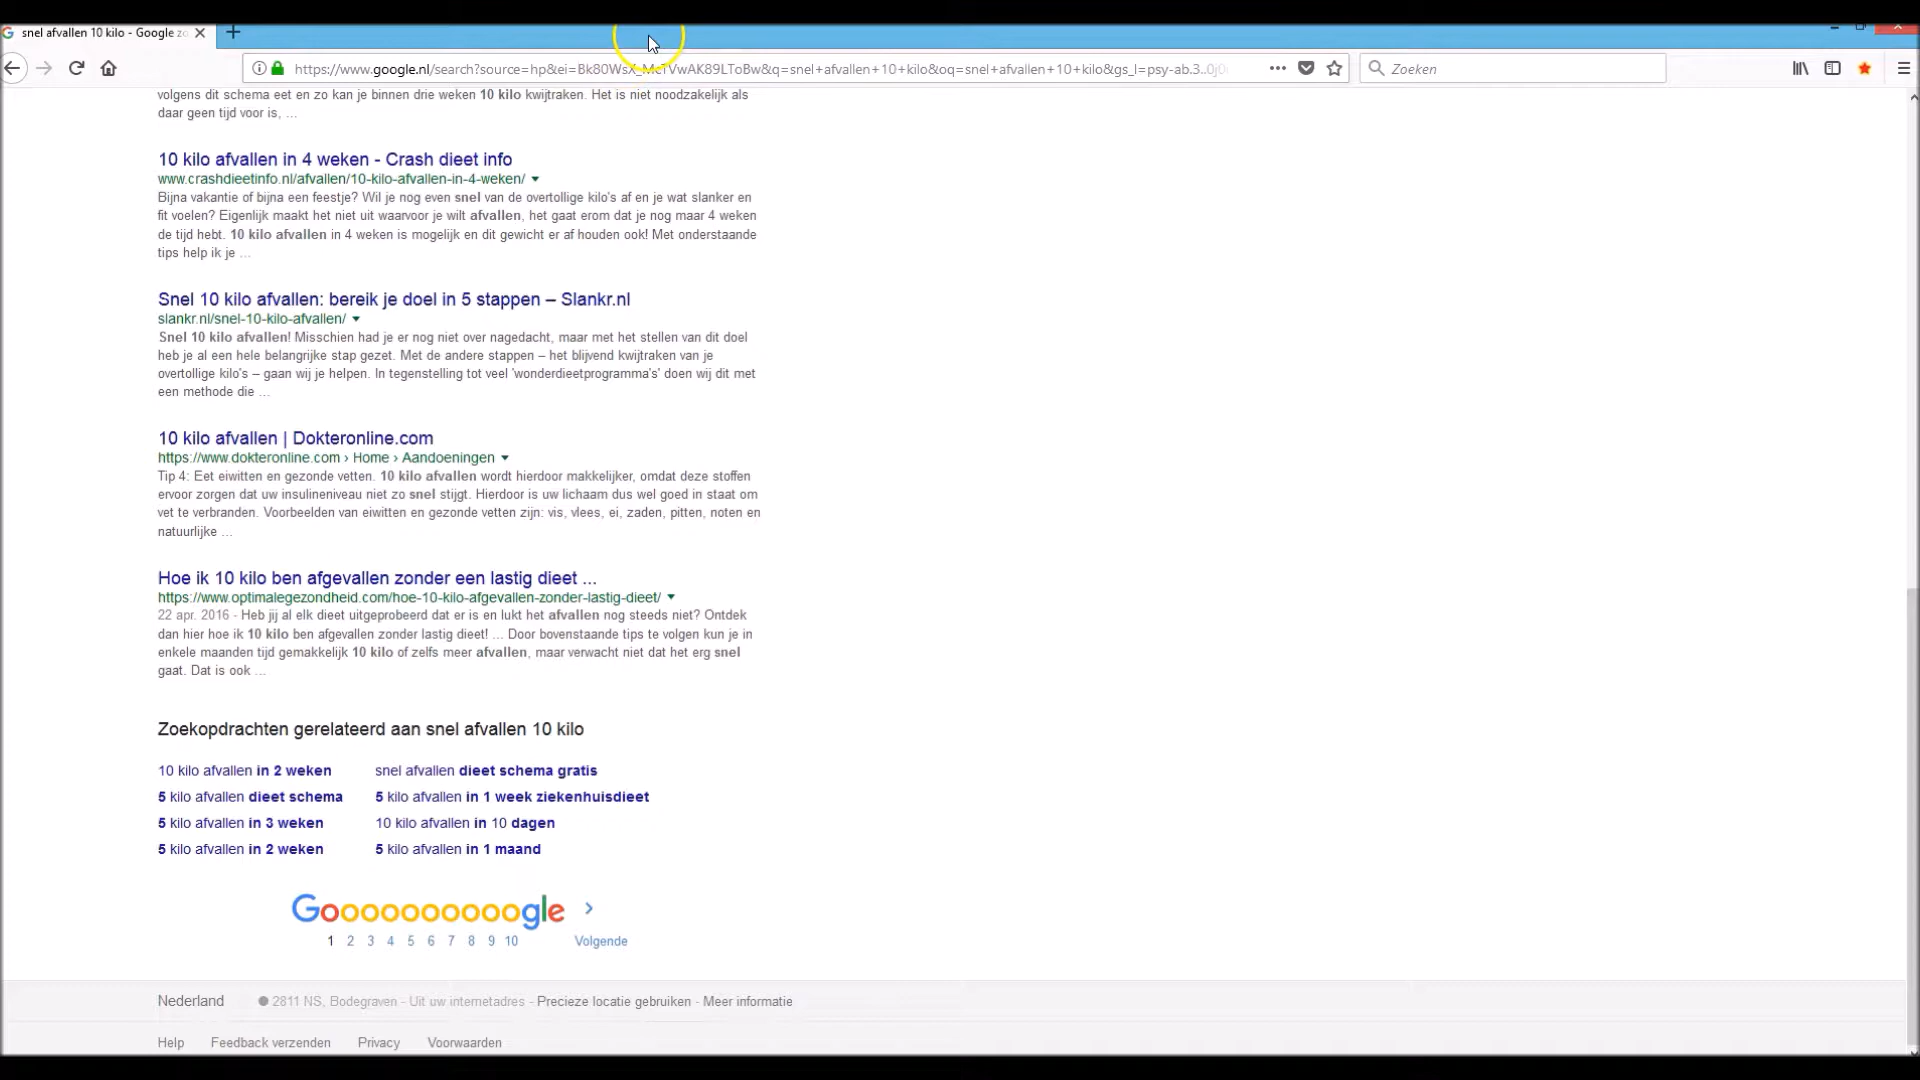 snel afvallen 10 kilo - Google zo
https://www.google.nl/search?source=hp&ei=Bk80WsX_McTVwAK89LToBw&q=snel+afvallen+10+kilo&oq=snel+afvallen+10+kilo&gs_l=psy-ab.3..0j0
Zoeken
volgens dit schema eet en zo kan je binnen drie weken 10 kilo kwijtraken. Het is niet noodzakelijk als
daar geen tijd voor is, ...
10 kilo afvallen in 4 weken - Crash dieet info
www.crashdieetinfo.nl/afvallen/10-kilo-afvallen-in-4-weken/
Bijna vakantie of bijna een feestje? Wil je nog even snel van de overtollige kilo's af en je wat slanker en
fit voelen? Eigenlijk maakt het niet uit waarvoor je wilt afvallen, het gaat erom dat je nog maar 4 weken
de tijd hebt. 10 kilo afvallen in 4 weken is mogelijk en dit gewicht er af houden ook! Met onderstaande
tips help ik je ...
Snel 10 kilo afvallen: bereik je doel in 5 stappen – Slankr.nl
slankr.nl/snel-10-kilo-afvallen/
Snel 10 kilo afvallen! Misschien had je er nog niet over nagedacht, maar met het stellen van dit doel
heb je al een hele belangrijke stap gezet. Met de andere stappen – het blijvend kwijtraken van je
overtollige kilo's – gaan wij je helpen. In tegenstelling tot veel 'wonderdieetprogramma's' doen wij dit met
een methode die ...
10 kilo afvallen | Dokteronline.com
https://www.dokteronline.com › Home › Aandoeningen
Tip 4: Eet eiwitten en gezonde vetten. 10 kilo afvallen wordt hierdoor makkelijker, omdat deze stoffen
ervoor zorgen dat uw insulineniveau niet zo snel stijgt. Hierdoor is uw lichaam dus wel goed in staat om
vet te verbranden. Voorbeelden van eiwitten en gezonde vetten zijn: vis, vlees, ei, zaden, pitten, noten en
natuurlijke ...
Hoe ik 10 kilo ben afgevallen zonder een lastig dieet ...
https://www.optimalegezondheid.com/hoe-10-kilo-afgevallen-zonder-lastig-dieet/
22 apr. 2016 - Heb jij al elk dieet uitgeprobeerd dat er is en lukt het afvallen nog steeds niet? Ontdek
dan hier hoe ik 10 kilo ben afgevallen zonder lastig dieet! ... Door bovenstaande tips te volgen kun je in
enkele maanden tijd gemakkelijk 10 kilo of zelfs meer afvallen, maar verwacht niet dat het erg snel
gaat. Dat is ook ...
Zoekopdrachten gerelateerd aan snel afvallen 10 kilo
10 kilo afvallen in 2 weken snel afvallen dieet schema gratis
5 kilo afvallen dieet schema 5 kilo afvallen in 1 week ziekenhuisdieet
5 kilo afvallen in 3 weken 10 kilo afvallen in 10 dagen
5 kilo afvallen in 2 weken 5 kilo afvallen in 1 maand
Goooooooooogle
1 2 3 4 5 6 7 8 9 10 Volgende
Nederland 2811 NS, Bodegraven - Uit uw internetadres - Precieze locatie gebruiken - Meer informatie
Help Feedback verzenden Privacy Voorwaarden